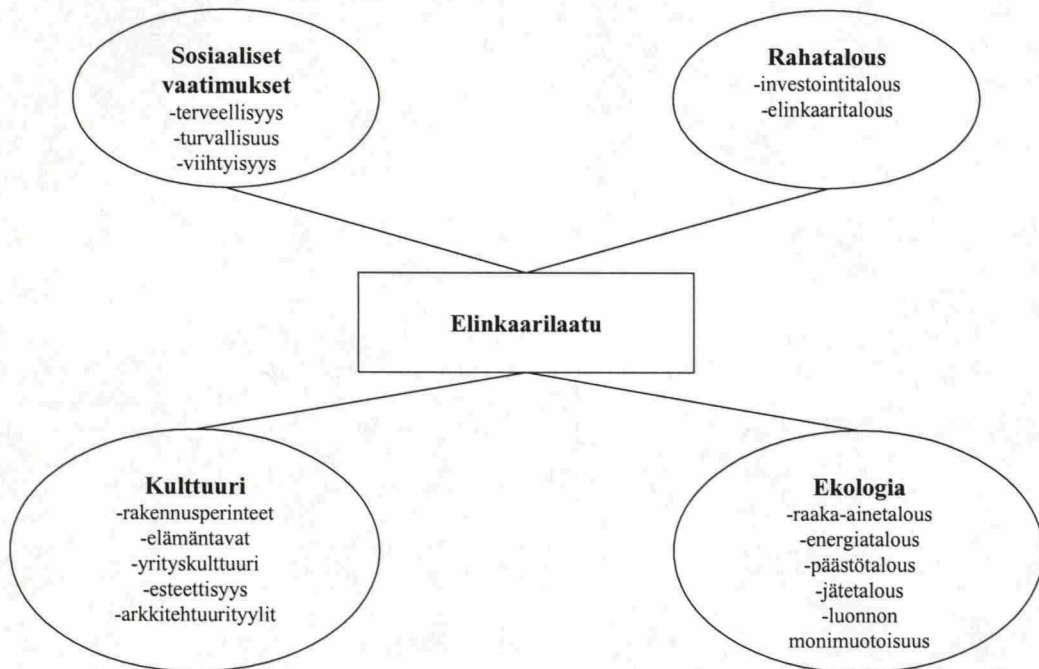 Sosiaaliset
vaatimukset
-terveellisyys
-turvallisuus
-viihtyisyys
Rahatalous
-investointitalous
-elinkaaritalous
Elinkaarilaatu
Kulttuuri
-rakennusperinteet
-elämäntavat
-yrityskulttuuri
-esteettisyys
-arkkitehtuurityylit
Ekologia
-raaka-ainetalous
-energiatalous
-päästötalous
-jätetalous
-luonnon
monimuotoisuus